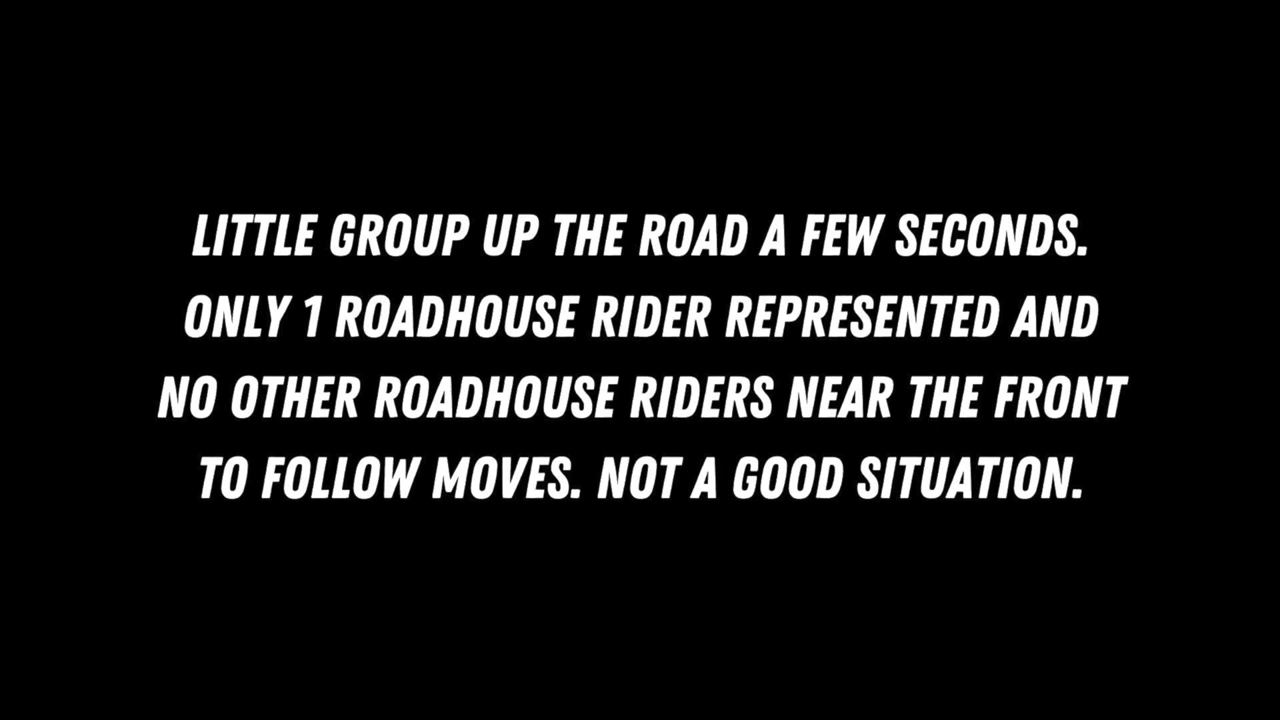 LITTLE GROUP UP THE ROAD A FEW SECONDS.
ONLY 1 ROADHOUSE RIDER REPRESENTED AND
NO OTHER ROADHOUSE RIDERS NEAR THE FRONT
TO FOLLOW MOVES. NOT A GOOD SITUATION.